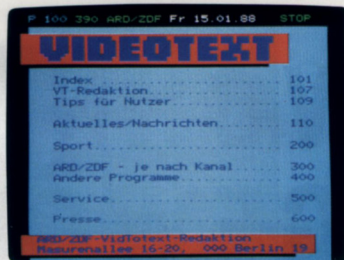 P 100 390 ARD/ZDF Fr 15.01.88 STOP
VIDEOTEXT
Index.................... 101
VT-Redaktion............. 107
Tips für Nutzer.......... 109
Aktuelles/Nachrichten.... 110
Sport.................... 200
ARD/ZDF - je nach Kanal.. 300
Andere Programme......... 400
Service.................. 500
Presse................... 600
ARD/ZDF-VidTotext-Redaktion
Masurenallee 16-20, 000 Berlin 19